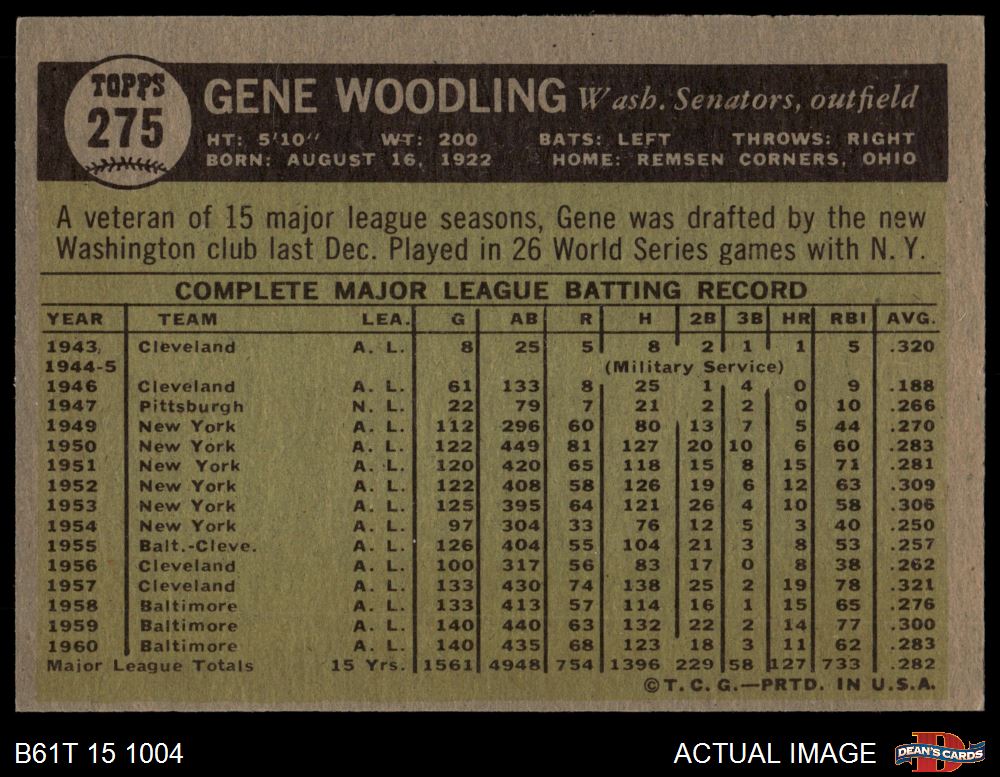 TOPPS
275
GENE WOODLING Wash. Senators, outfield
HT: 5'10" WT: 200 BATS: LEFT THROWS: RIGHT
BORN: AUGUST 16, 1922 HOME: REMSEN CORNERS, OHIO
A veteran of 15 major league seasons, Gene was drafted by the new
Washington club last Dec. Played in 26 World Series games with N. Y.
COMPLETE MAJOR LEAGUE BATTING RECORD
YEAR TEAM LEA. G AB R H 2B 3B HR RBI AVG.
1943 Cleveland A. L. 8 25 5 8 2 1 1 5 .320
1944-5 (Military Service)
1946 Cleveland A. L. 61 133 8 25 1 4 0 9 .188
1947 Pittsburgh N. L. 22 79 7 21 2 2 0 10 .266
1949 New York A. L. 112 296 60 80 13 7 5 44 .270
1950 New York A. L. 122 449 81 127 20 10 6 60 .283
1951 New York A. L. 120 420 65 118 15 8 15 71 .281
1952 New York A. L. 122 408 58 126 19 6 12 63 .309
1953 New York A. L. 125 395 64 121 26 4 10 58 .306
1954 New York A. L. 97 304 33 76 12 5 3 40 .250
1955 Balt.-Cleve. A. L. 126 404 55 104 21 3 8 53 .257
1956 Cleveland A. L. 100 317 56 83 17 0 8 38 .262
1957 Cleveland A. L. 133 430 74 138 25 2 19 78 .321
1958 Baltimore A. L. 133 413 57 114 16 1 15 65 .276
1959 Baltimore A. L. 140 440 63 132 22 2 14 77 .300
1960 Baltimore A. L. 140 435 68 123 18 3 11 62 .283
Major League Totals 15 Yrs. 1561 4948 754 1396 229 58 127 733 .282
© T. C. G.—PRTD. IN U.S.A.
B61T 15 1004 ACTUAL IMAGE DEAN'S CARDS